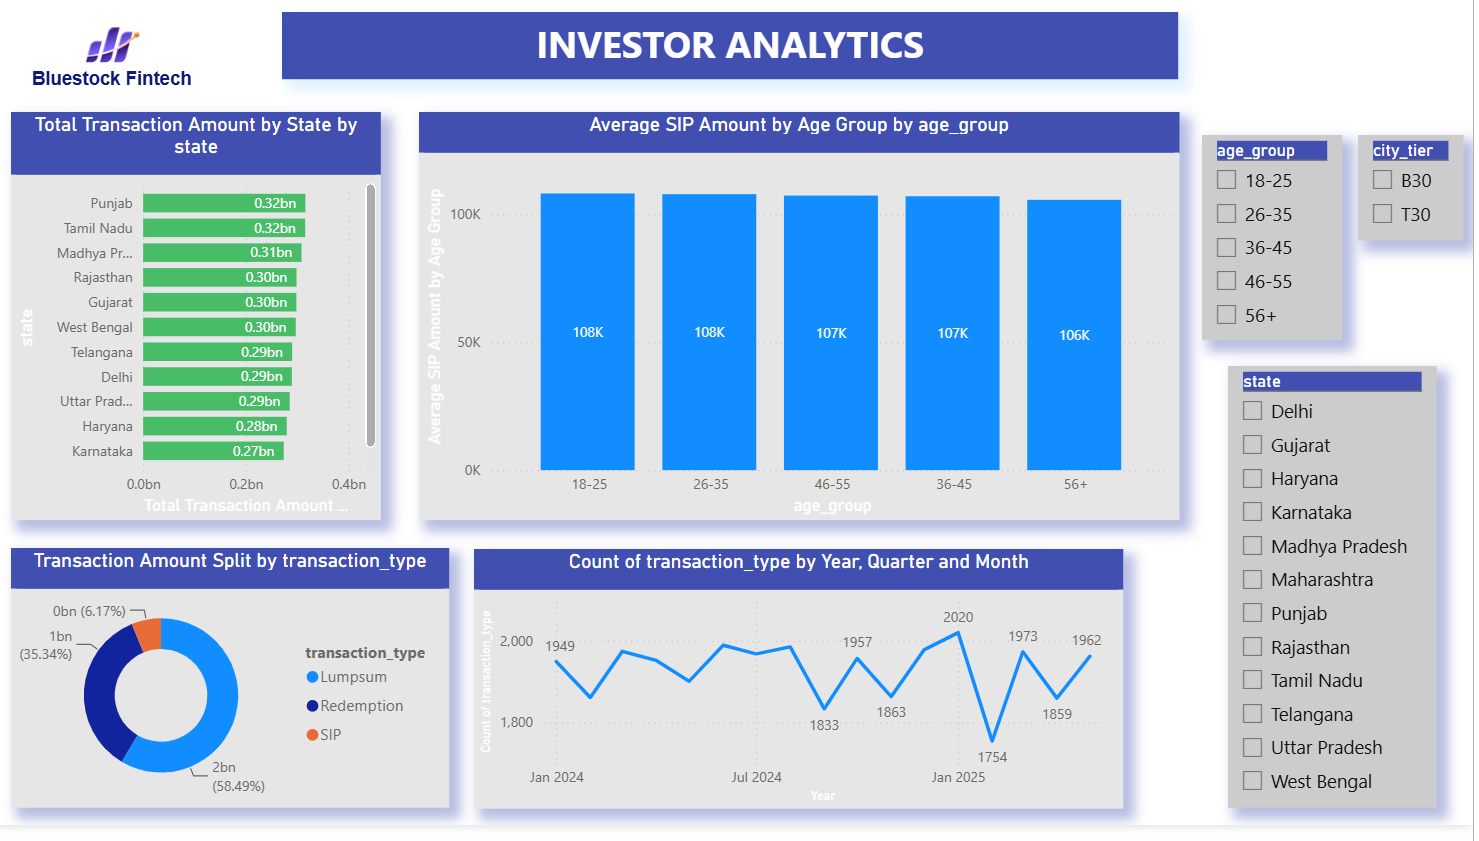 Bluestock Fintech
INVESTOR ANALYTICS
Total Transaction Amount by State by
state
state
Punjab
0.32bn
Tamil Nadu
0.32bn
Madhya Pr...
0.31bn
Rajasthan
0.30bn
Gujarat
0.30bn
West Bengal
0.30bn
Telangana
0.29bn
Delhi
0.29bn
Uttar Prad...
0.29bn
Haryana
0.28bn
Karnataka
0.27bn
0.0bn
0.2bn
0.4bn
Total Transaction Amount ...
Average SIP Amount by Age Group by age_group
Average SIP Amount by Age Group
100K
50K
0K
108K
108K
107K
107K
106K
18-25
26-35
46-55
36-45
56+
age_group
age_group
18-25
26-35
36-45
46-55
56+
city_tier
B30
T30
state
Delhi
Gujarat
Haryana
Karnataka
Madhya Pradesh
Maharashtra
Punjab
Rajasthan
Tamil Nadu
Telangana
Uttar Pradesh
West Bengal
Transaction Amount Split by transaction_type
0bn (6.17%)
1bn
(35.34%)
2bn
(58.49%)
transaction_type
Lumpsum
Redemption
SIP
Count of transaction_type by Year, Quarter and Month
Count of transaction_type
2,000
1,800
1949
1833
1957
1863
2020
1754
1973
1859
1962
Jan 2024
Jul 2024
Jan 2025
Year